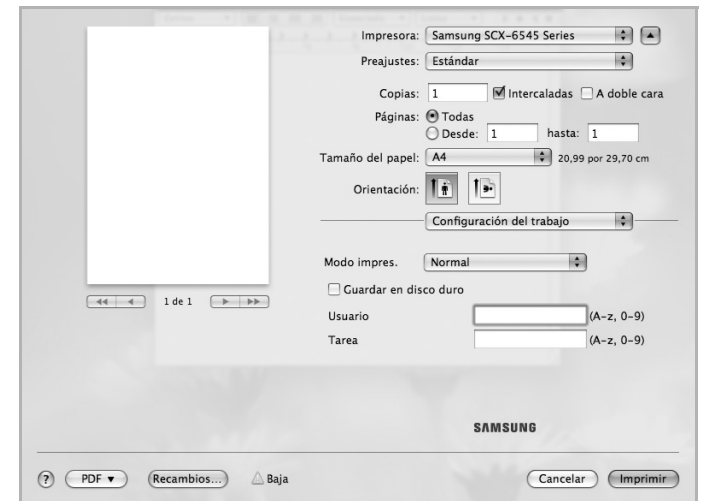 Impresora: Samsung SCX-6545 Series
Preajustes: Estándar
Copias: 1 Intercaladas A doble cara
Páginas: Todas
Desde: 1 hasta: 1
Tamaño del papel: A4 20,99 por 29,70 cm
Orientación:
Configuración del trabajo
Modo impres. Normal
Guardar en disco duro
1 de 1
Usuario (A-z, 0-9)
Tarea (A-z, 0-9)
SAMSUNG
? PDF Recambios... Baja Cancelar Imprimir